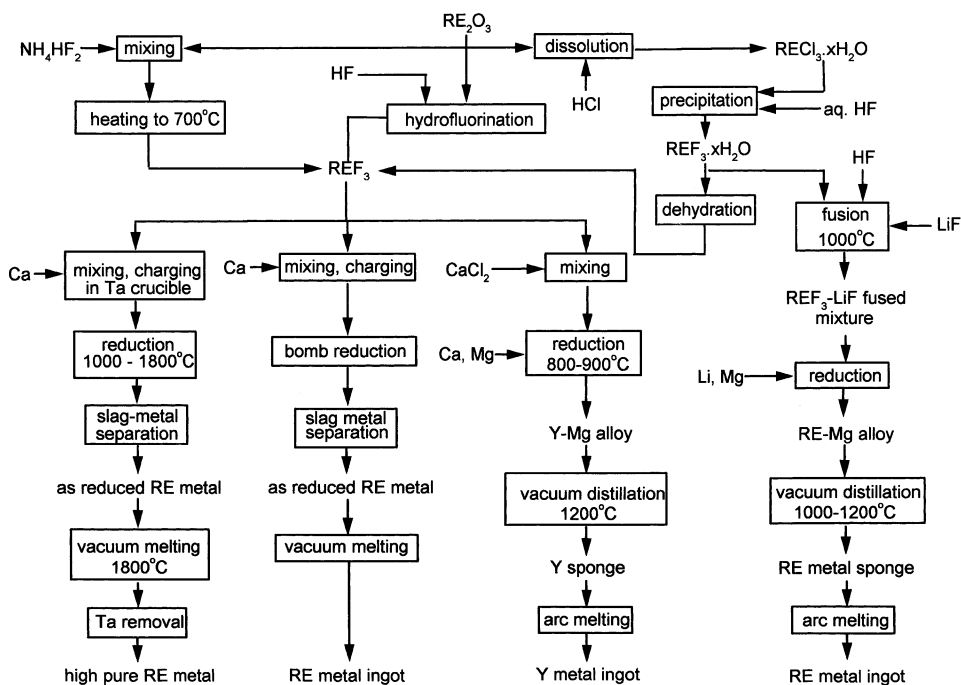 RE₂O₃
NH₄HF₂
mixing
dissolution
RECl₃.xH₂O
HF
HCl
precipitation
aq. HF
heating to 700°C
hydrofluorination
REF₃
REF₃.xH₂O
HF
dehydration
fusion
1000°C
LiF
Ca
mixing, charging
in Ta crucible
Ca
mixing, charging
CaCl₂
mixing
REF₃-LiF fused
mixture
reduction
1000 - 1800°C
bomb reduction
Ca, Mg
reduction
800-900°C
Li, Mg
reduction
slag-metal
separation
slag metal
separation
Y-Mg alloy
RE-Mg alloy
as reduced RE metal
as reduced RE metal
vacuum distillation
1200°C
vacuum distillation
1000-1200°C
vacuum melting
1800°C
vacuum melting
Y sponge
RE metal sponge
Ta removal
arc melting
arc melting
high pure RE metal
RE metal ingot
Y metal ingot
RE metal ingot